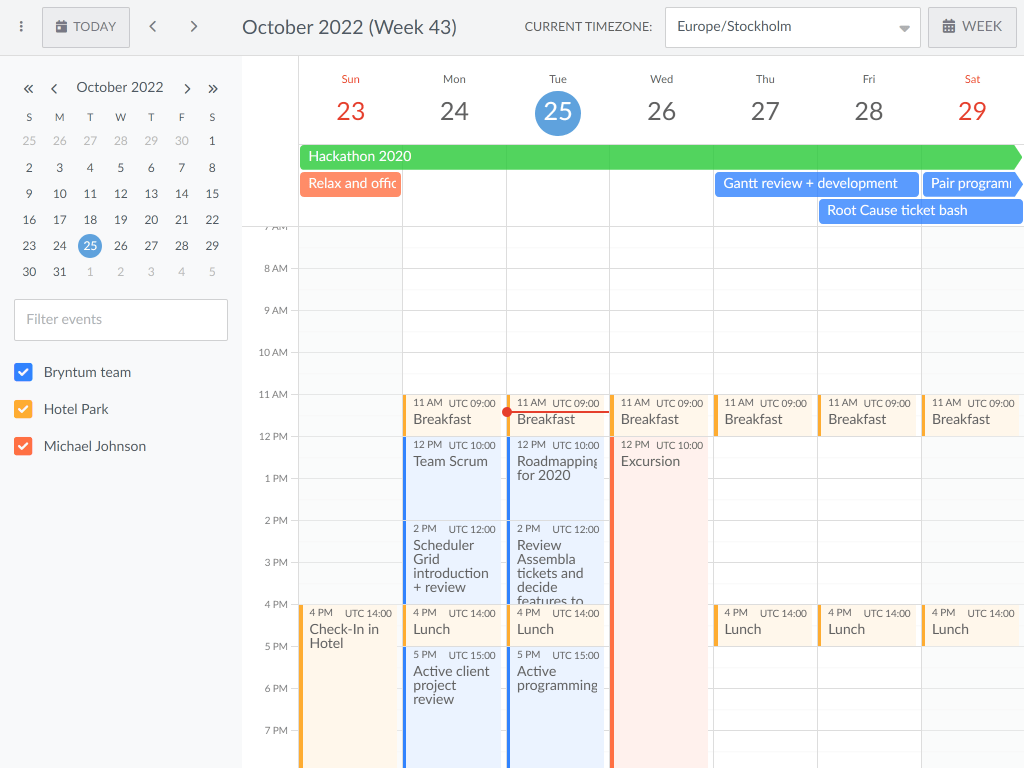 TODAY
October 2022 (Week 43)
CURRENT TIMEZONE:
Europe/Stockholm
WEEK
October 2022
S M T W T F S
25 26 27 28 29 30 1
2 3 4 5 6 7 8
9 10 11 12 13 14 15
16 17 18 19 20 21 22
23 24 25 26 27 28 29
30 31 1 2 3 4 5
Filter events
Bryntum team
Hotel Park
Michael Johnson
Sun Mon Tue Wed Thu Fri Sat
23 24 25 26 27 28 29
Hackathon 2020
Relax and offic
Gantt review + development
Pair program
Root Cause ticket bash
7 AM
8 AM
9 AM
10 AM
11 AM
12 PM
1 PM
2 PM
3 PM
4 PM
5 PM
6 PM
7 PM
4 PM UTC 14:00
Check-In in
Hotel
11 AM UTC 09:00
Breakfast
12 PM UTC 10:00
Team Scrum
2 PM UTC 12:00
Scheduler
Grid
introduction
+ review
4 PM UTC 14:00
Lunch
5 PM UTC 15:00
Active client
project
review
11 AM UTC 09:00
Breakfast
12 PM UTC 10:00
Roadmapping
for 2020
2 PM UTC 12:00
Review
Assembla
tickets and
decide
features to
4 PM UTC 14:00
Lunch
5 PM UTC 15:00
Active
programming
11 AM UTC 09:00
Breakfast
12 PM UTC 10:00
Excursion
11 AM UTC 09:00
Breakfast
4 PM UTC 14:00
Lunch
11 AM UTC 09:00
Breakfast
4 PM UTC 14:00
Lunch
11 AM UTC 09:00
Breakfast
4 PM UTC 14:00
Lunch